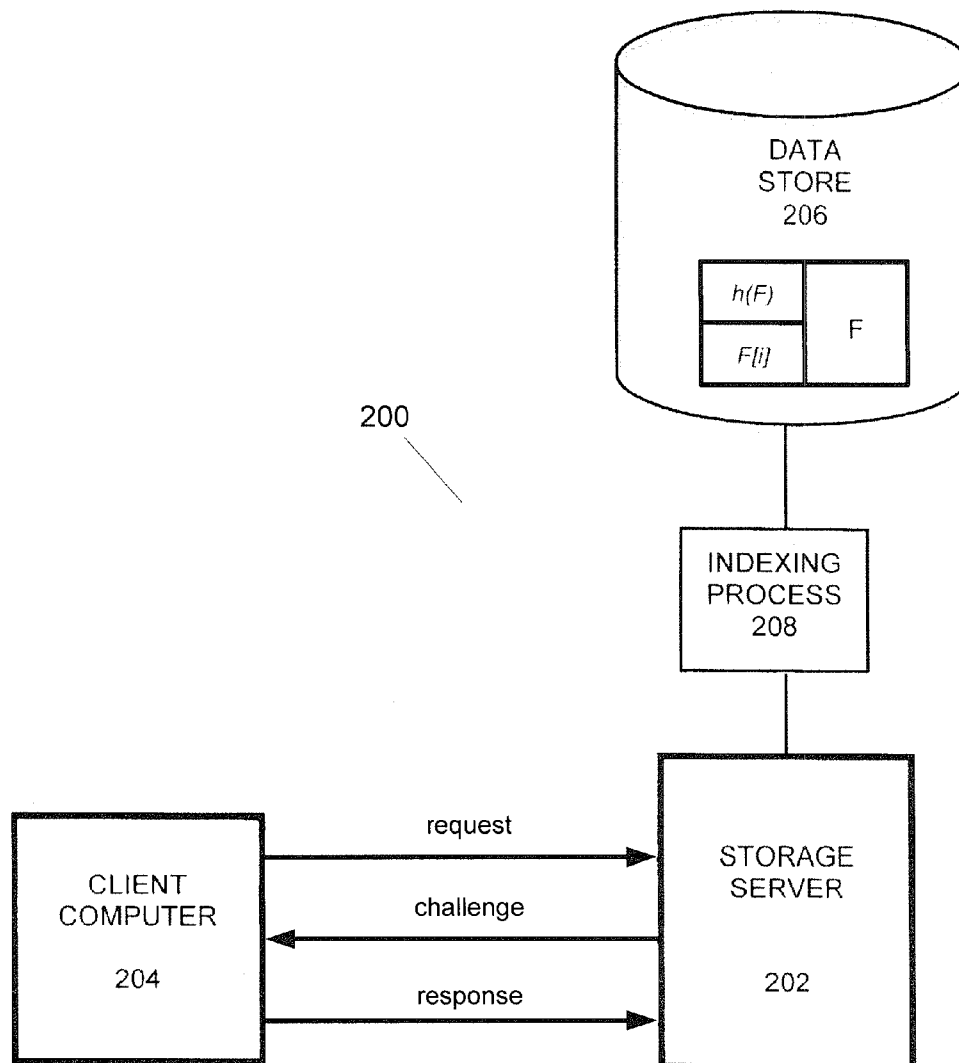 DATA
STORE
206
h(F)
F
F[i]
200
INDEXING
PROCESS
208
request
STORAGE
SERVER
202
CLIENT
COMPUTER
204
challenge
response